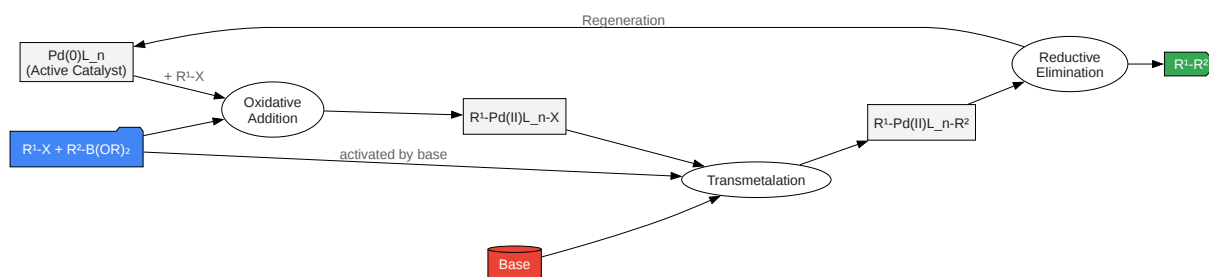 Regeneration
Pd(0)L_n
(Active Catalyst)
+ R¹-X
Oxidative
Addition
R¹-X + R²-B(OR)₂
activated by base
R¹-Pd(II)L_n-X
Transmetalation
Base
R¹-Pd(II)L_n-R²
Reductive
Elimination
R¹-R²